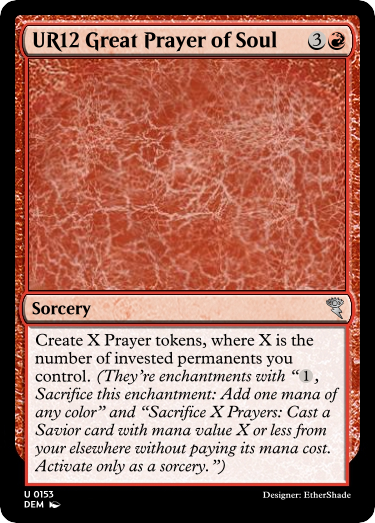 UR12 Great Prayer of Soul 3
Sorcery
Create X Prayer tokens, where X is the
number of invested permanents you
control. (They're enchantments with “1,
Sacrifice this enchantment: Add one mana of
any color” and “Sacrifice X Prayers: Cast a
Savior card with mana value X or less from
your elsewhere without paying its mana cost.
Activate only as a sorcery.”)
U 0153
DEM
Designer: EtherShade